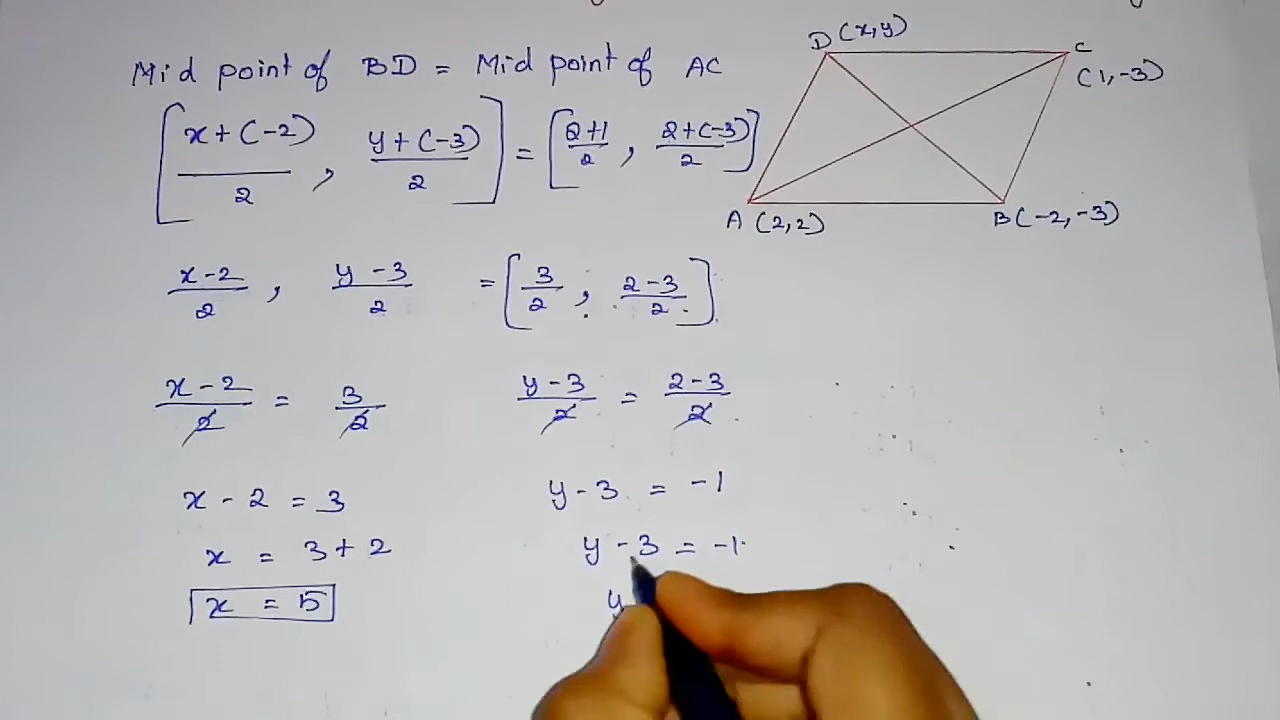 D (x,y)
C
(1,-3)
Mid point of BD = Mid point of AC
[x+(-2)/2 , y+(-3)/2] = [2+1/2 , 2+(-3)/2]
A (2,2)
B(-2,-3)
x-2/2 , y-3/2 = [3/2 , 2-3/2]
x-2/2 = 3/2
y-3/2 = 2-3/2
x - 2 = 3
y - 3 = -1
x = 3+2
y - 3 = -1
x = 5
y